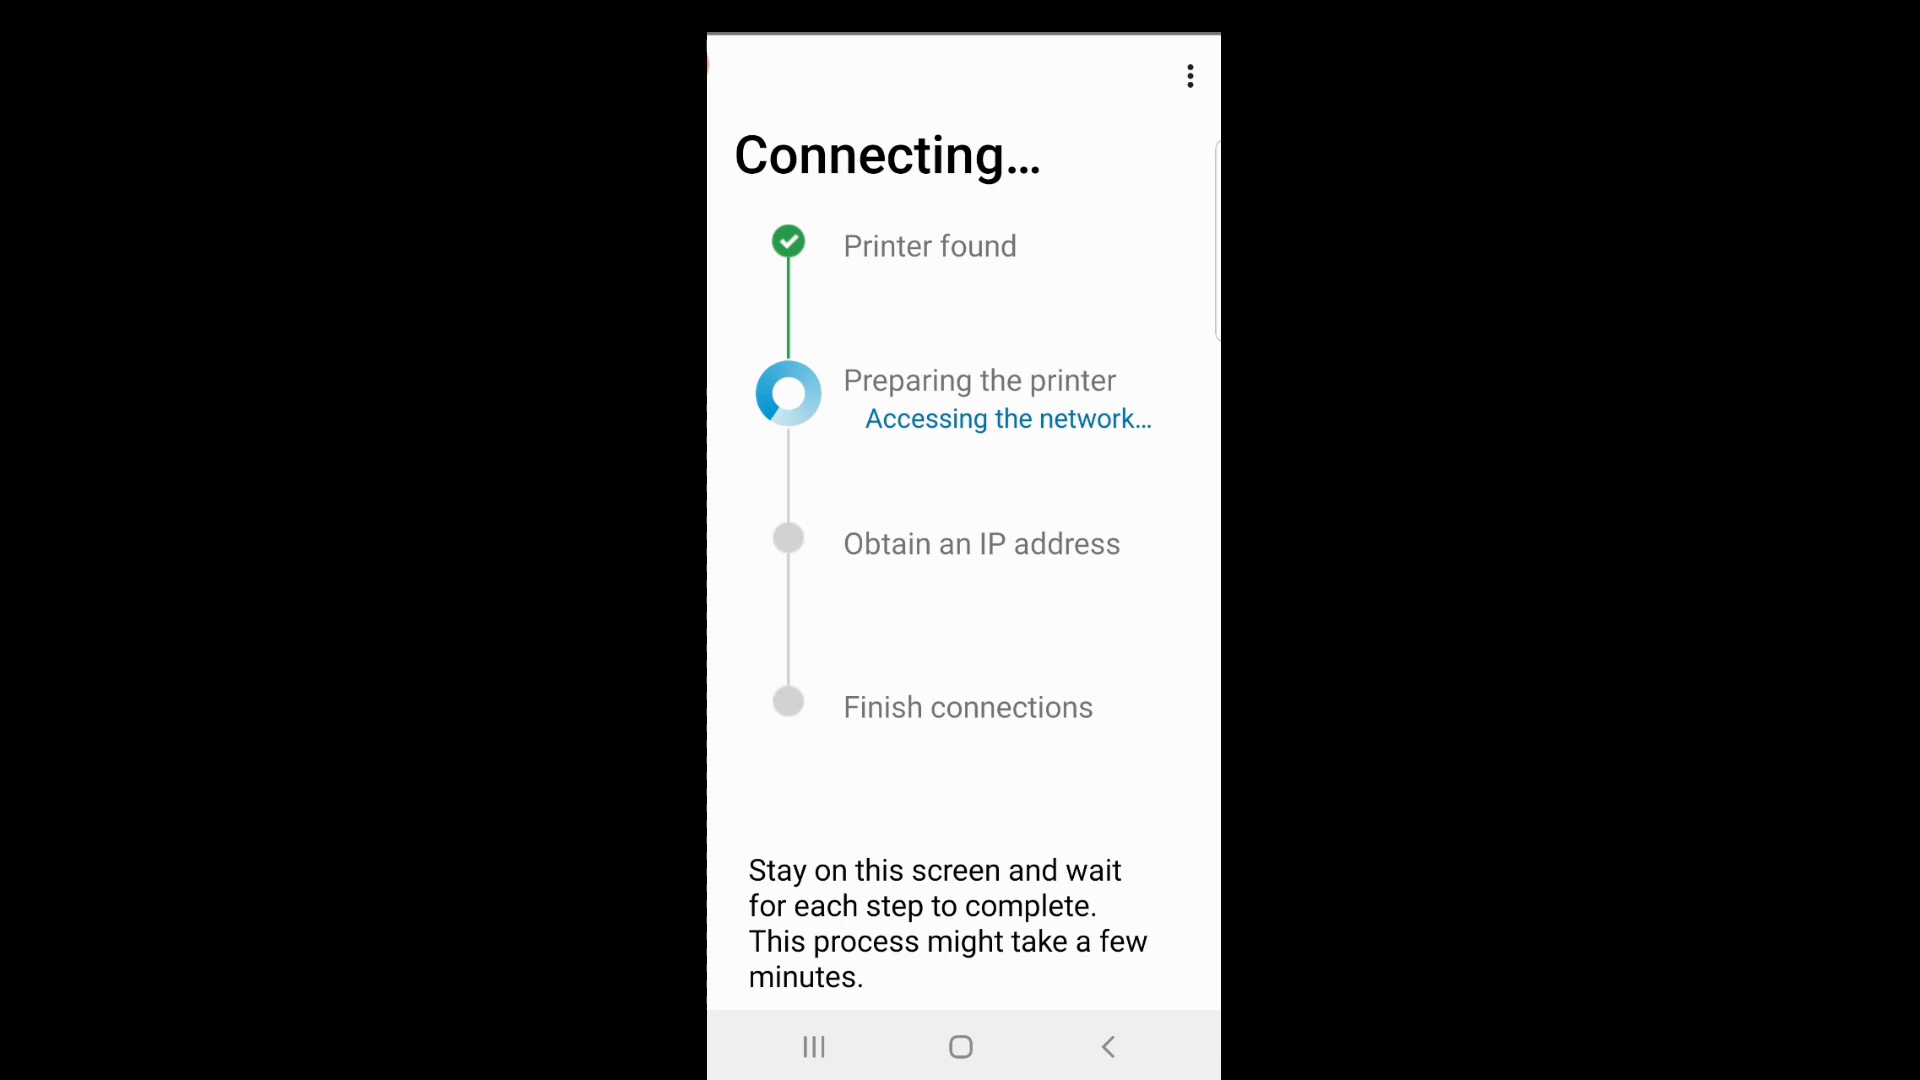 Connecting...
Printer found
Preparing the printer
Accessing the network...
Obtain an IP address
Finish connections
Stay on this screen and wait
for each step to complete.
This process might take a few
minutes.